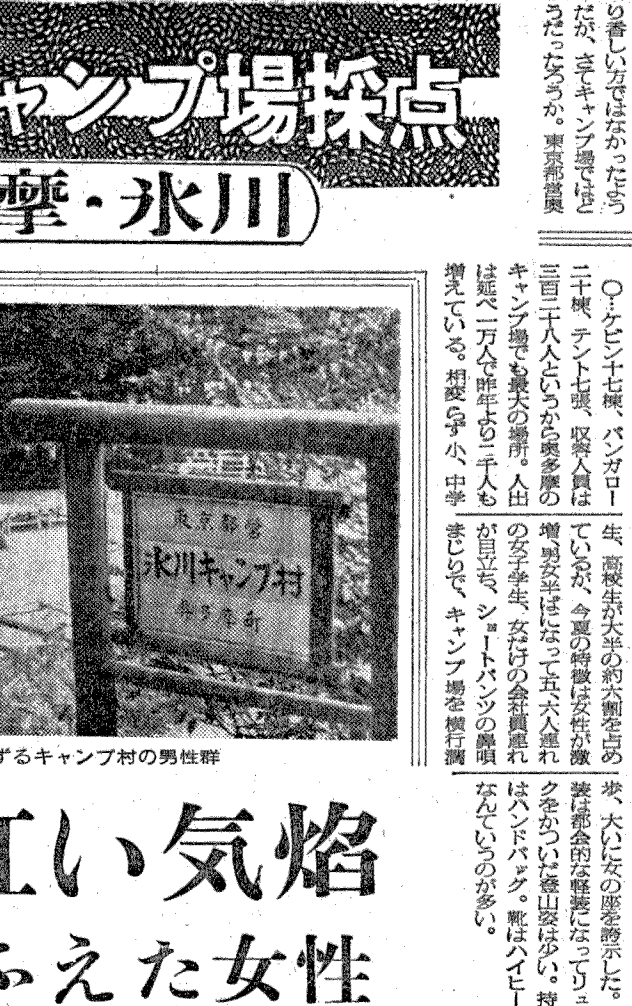 ャンプ場採点
摩・氷川
り香しい方ではなかったよう
だが、さてキャンプ場ではど
うだったろうか。東京都営奥
〇…ケビン十七棟、バンガロー
二十棟、テント七張、収容人員は
三百二十八人というから奥多摩の
キャンプ場でも最大の場所。人出
は延べ一万人で昨年より二千人も
増えている。相変らず小、中学
生、高校生が大半の約六割を占め
ているが、今夏の特徴は女性が激
増、男女半ばになって五、六人連れ
の女子学生、女だけの会社員連れ
が目立ち、ショートパンツの鼻唄
まじりで、キャンプ場を横行濶
歩、大いに女の座を誇示した。
装は都会的な軽装になってリュ
クをかついだ登山姿は少い。持
はハンドバッグ。靴はハイヒー
なんていうのが多い。
東京都営
氷川キャンプ村
奥多摩町
ずるキャンプ村の男性群
紅い気焰
ふえた女性